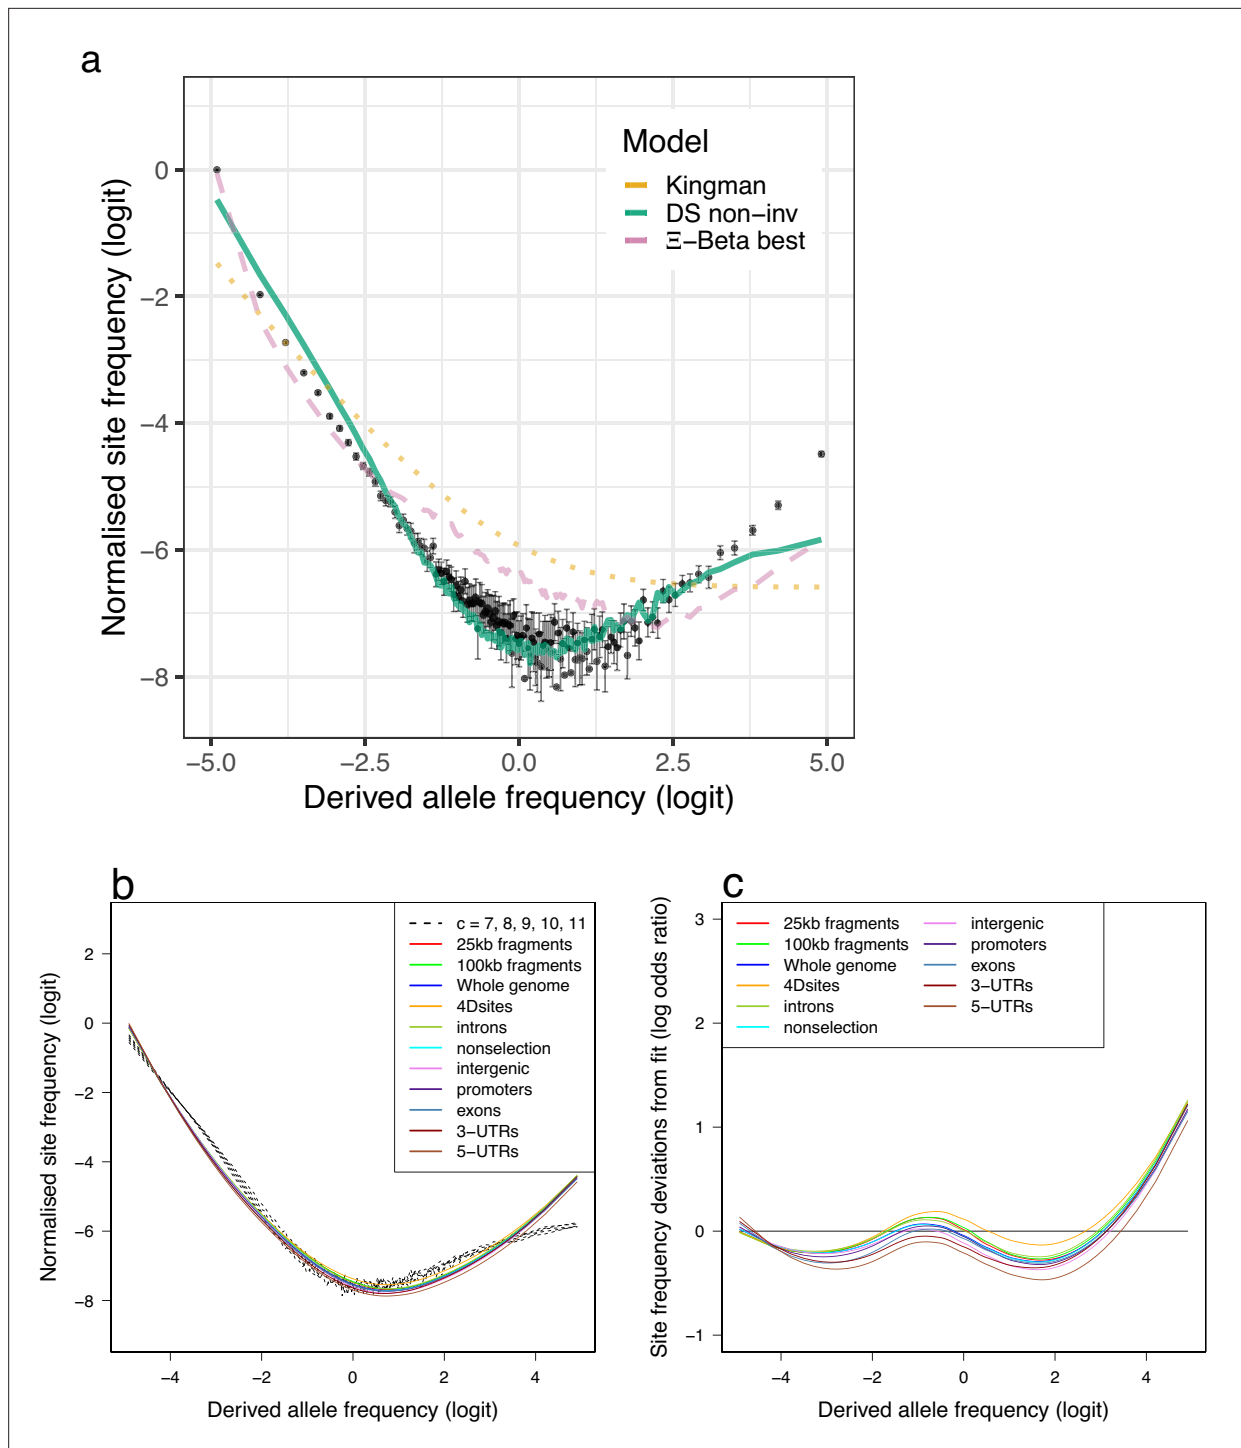 a
Normalised site frequency (logit)
0
−2
−4
−6
−8
Model
Kingman
DS non−inv
Ξ−Beta best
−5.0
−2.5
0.0
2.5
5.0
Derived allele frequency (logit)
b
Normalised site frequency (logit)
2
0
−2
−4
−6
−8
c = 7, 8, 9, 10, 11
25kb fragments
100kb fragments
Whole genome
4Dsites
introns
nonselection
intergenic
promoters
exons
3−UTRs
5−UTRs
−4
−2
0
2
4
Derived allele frequency (logit)
c
Site frequency deviations from fit (log odds ratio)
3
2
1
0
−1
25kb fragments
100kb fragments
Whole genome
4Dsites
introns
nonselection
intergenic
promoters
exons
3−UTRs
5−UTRs
−4
−2
0
2
4
Derived allele frequency (logit)